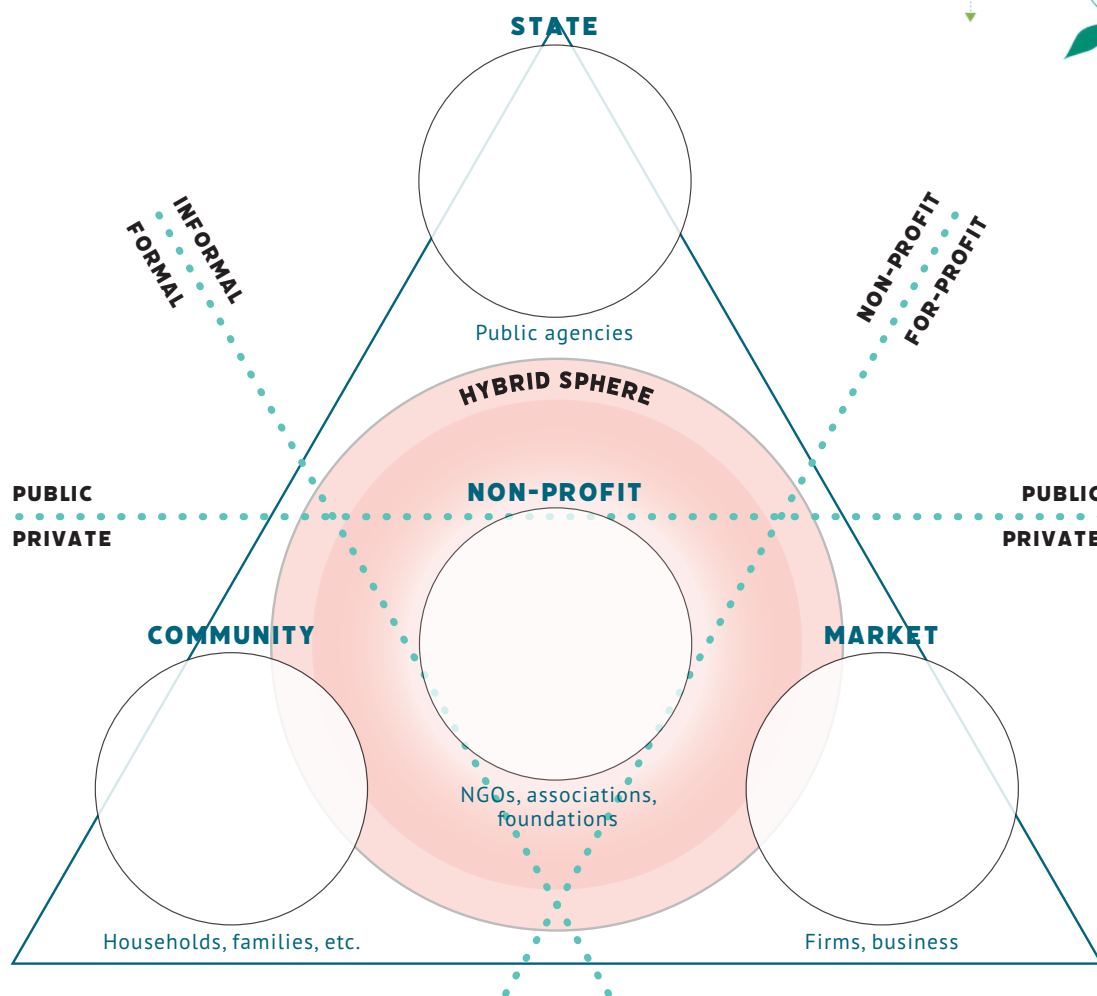 STATE
INFORMAL
FORMAL
NON-PROFIT
FOR-PROFIT
Public agencies
HYBRID SPHERE
PUBLIC
PRIVATE
NON-PROFIT
PUBLIC
PRIVATE
COMMUNITY
MARKET
NGOs, associations,
foundations
Households, families, etc.
Firms, business